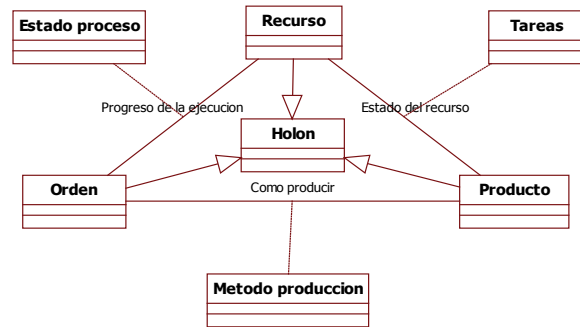 Estado proceso
Recurso
Tareas
Progreso de la ejecucion
Estado del recurso
Holon
Orden
Como producir
Producto
Metodo produccion